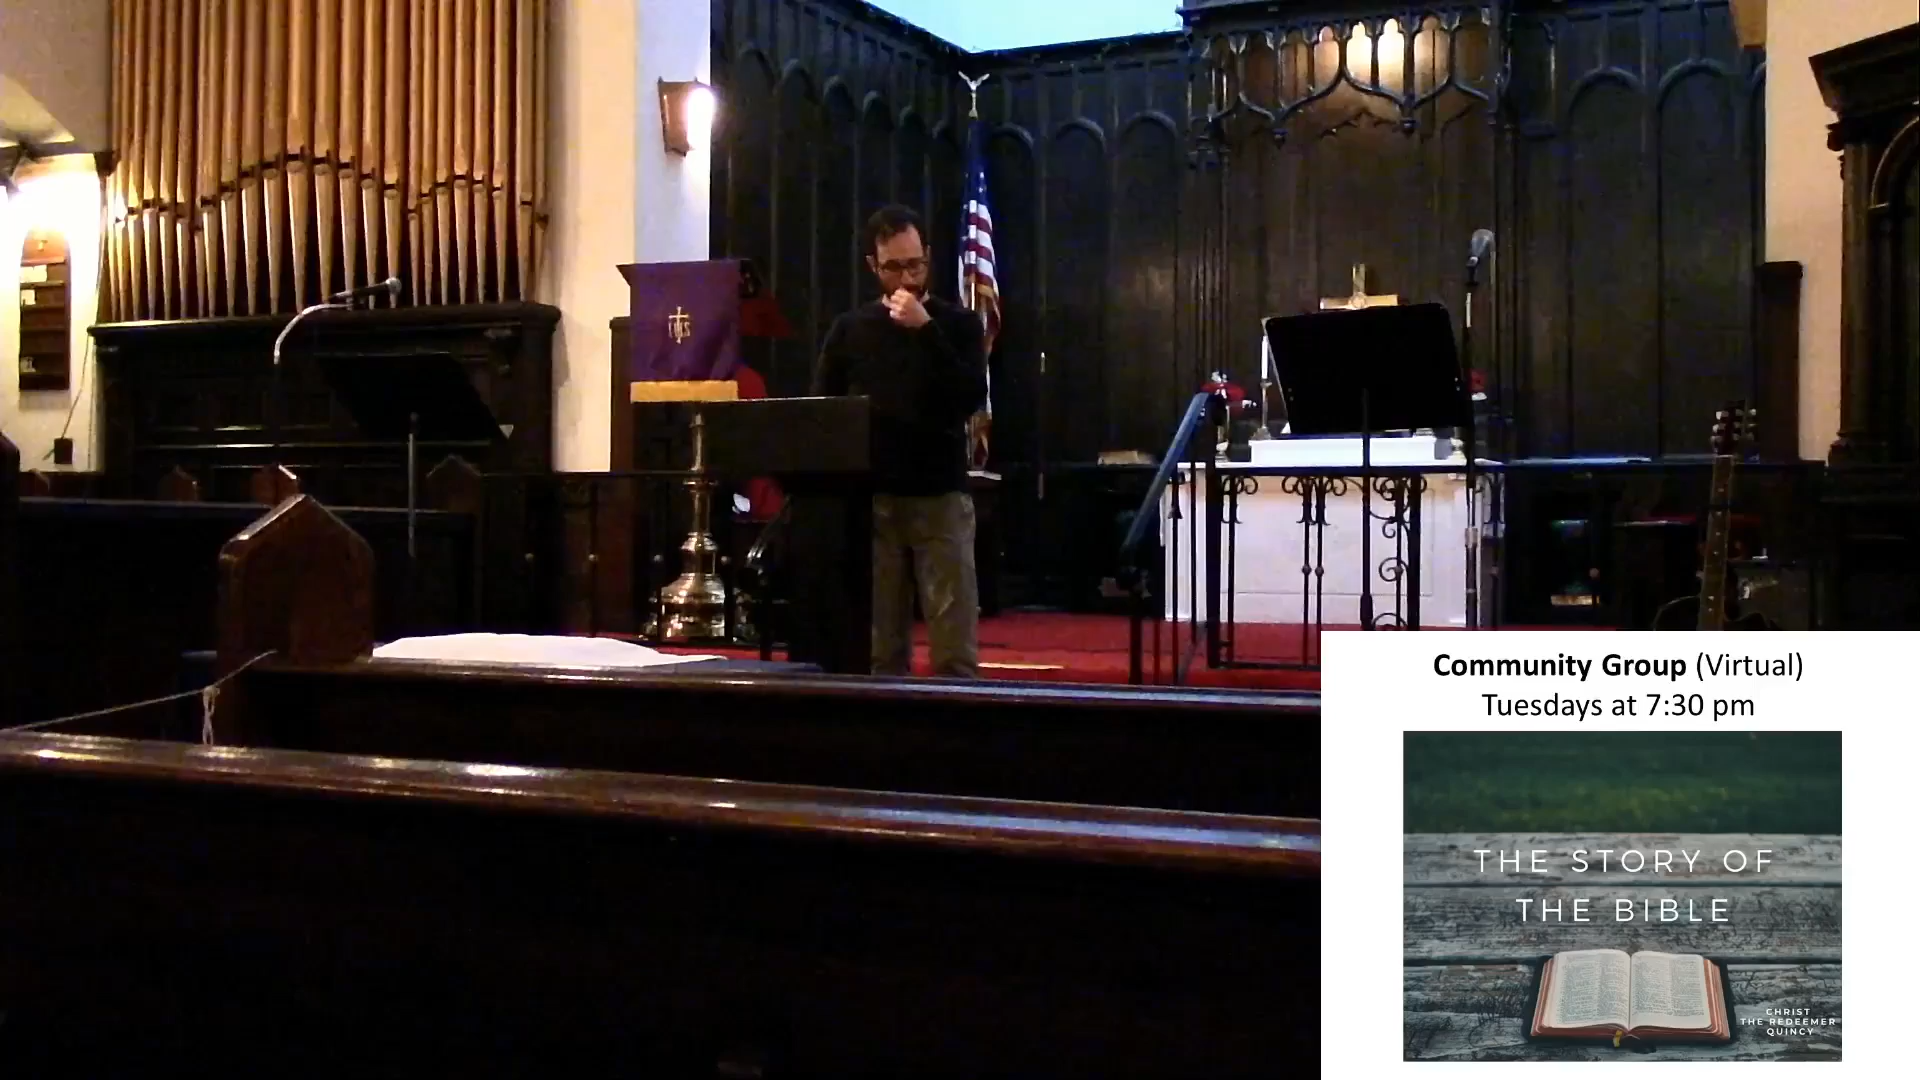 IHS
Community Group (Virtual)
Tuesdays at 7:30 pm
THE STORY OF
THE BIBLE
CHRIST
THE REDEEMER
QUINCY